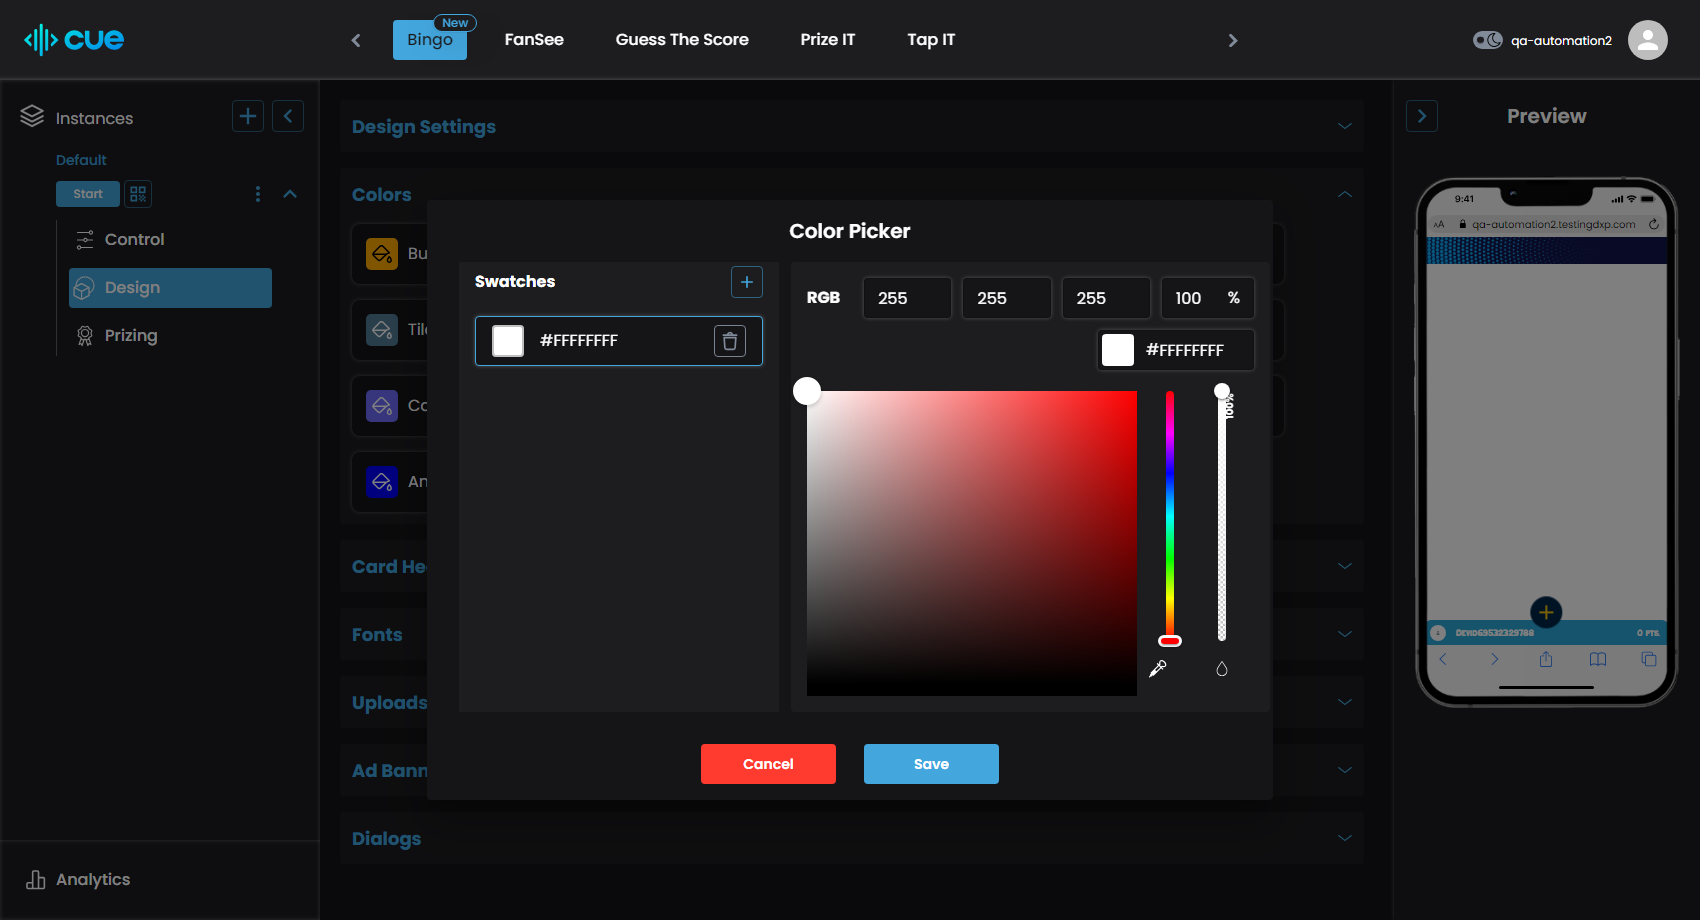 cue
Bingo
New
FanSee
Guess The Score
Prize IT
Tap IT
qa-automation2
Instances
Default
Start
Control
Design
Prizing
Analytics
Design Settings
Colors
Bu
Tile
Co
An
Card He
Fonts
Uploads
Ad Bann
Dialogs
Color Picker
Swatches
#FFFFFFFF
RGB
255
255
255
100 %
#FFFFFFFF
100%
Cancel
Save
Preview
9:41
AA
qa-automation2.testingdxp.com
0 PTS.